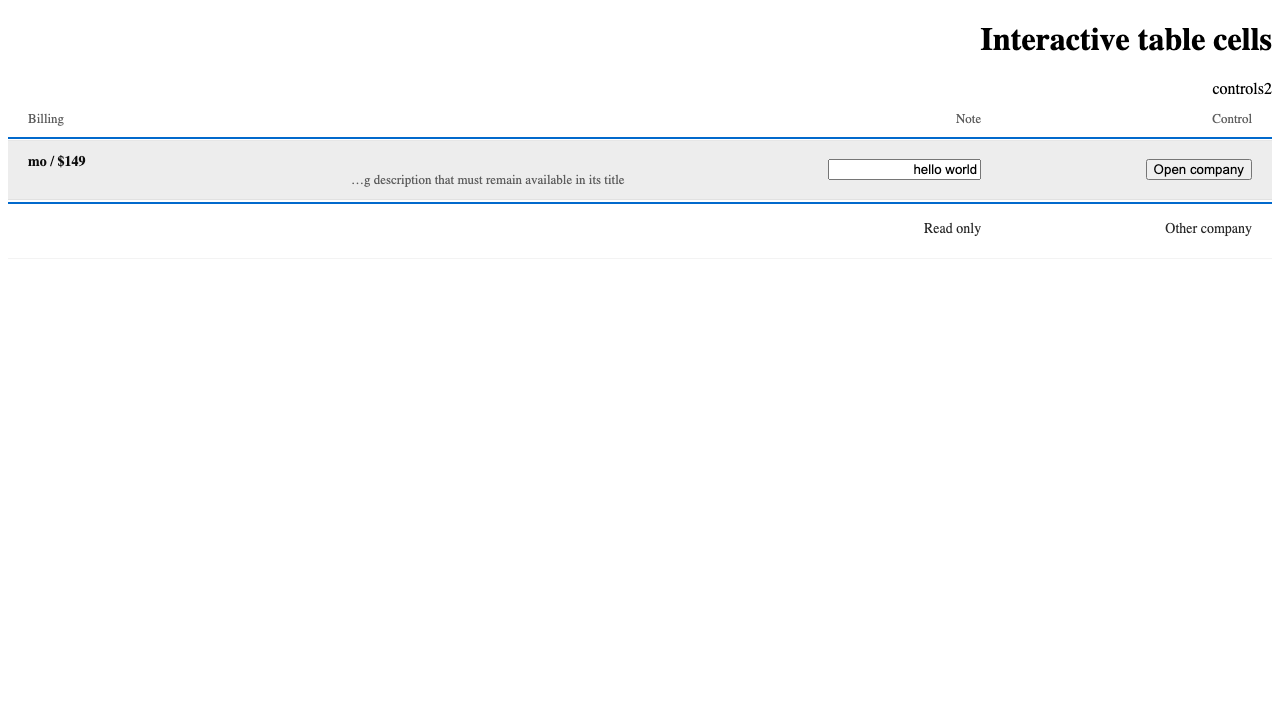 Interactive table cells
controls2
Control
Note
Billing
Open company
hello world
mo / $149
…g description that must remain available in its title
Other company
Read only